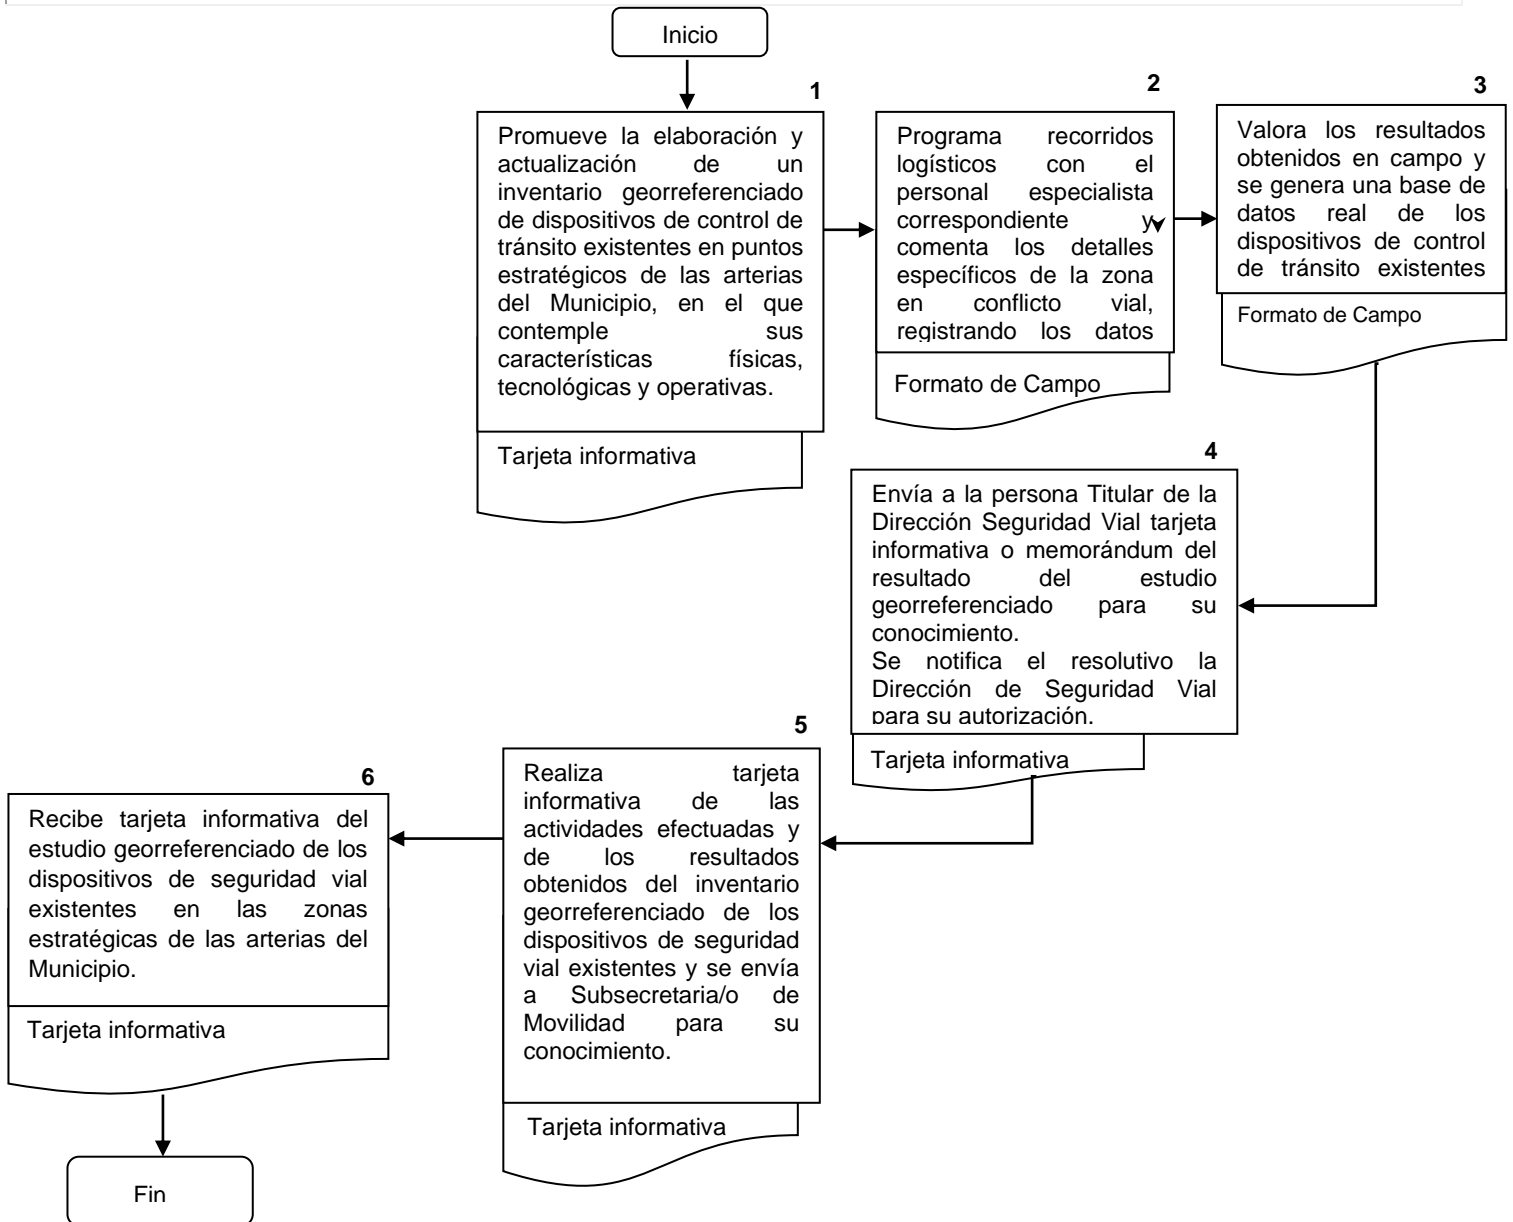 Inicio
1
Promueve la elaboración y
actualización de un
inventario georreferenciado
de dispositivos de control de
tránsito existentes en puntos
estratégicos de las arterias
del Municipio, en el que
contemple sus
características físicas,
tecnológicas y operativas.
Tarjeta informativa
2
Programa recorridos
logísticos con el
personal especialista
correspondiente y
comenta los detalles
específicos de la zona
en conflicto vial,
registrando los datos
Formato de Campo
3
Valora los resultados
obtenidos en campo y
se genera una base de
datos real de los
dispositivos de control
de tránsito existentes
Formato de Campo
4
Envía a la persona Titular de la
Dirección Seguridad Vial tarjeta
informativa o memorándum del
resultado del estudio
georreferenciado para su
conocimiento.
Se notifica el resolutivo la
Dirección de Seguridad Vial
para su autorización.
Tarjeta informativa
5
Realiza tarjeta
informativa de las
actividades efectuadas y
de los resultados
obtenidos del inventario
georreferenciado de los
dispositivos de seguridad
vial existentes y se envía
a Subsecretaria/o de
Movilidad para su
conocimiento.
Tarjeta informativa
6
Recibe tarjeta informativa del
estudio georreferenciado de los
dispositivos de seguridad vial
existentes en las zonas
estratégicas de las arterias del
Municipio.
Tarjeta informativa
Fin